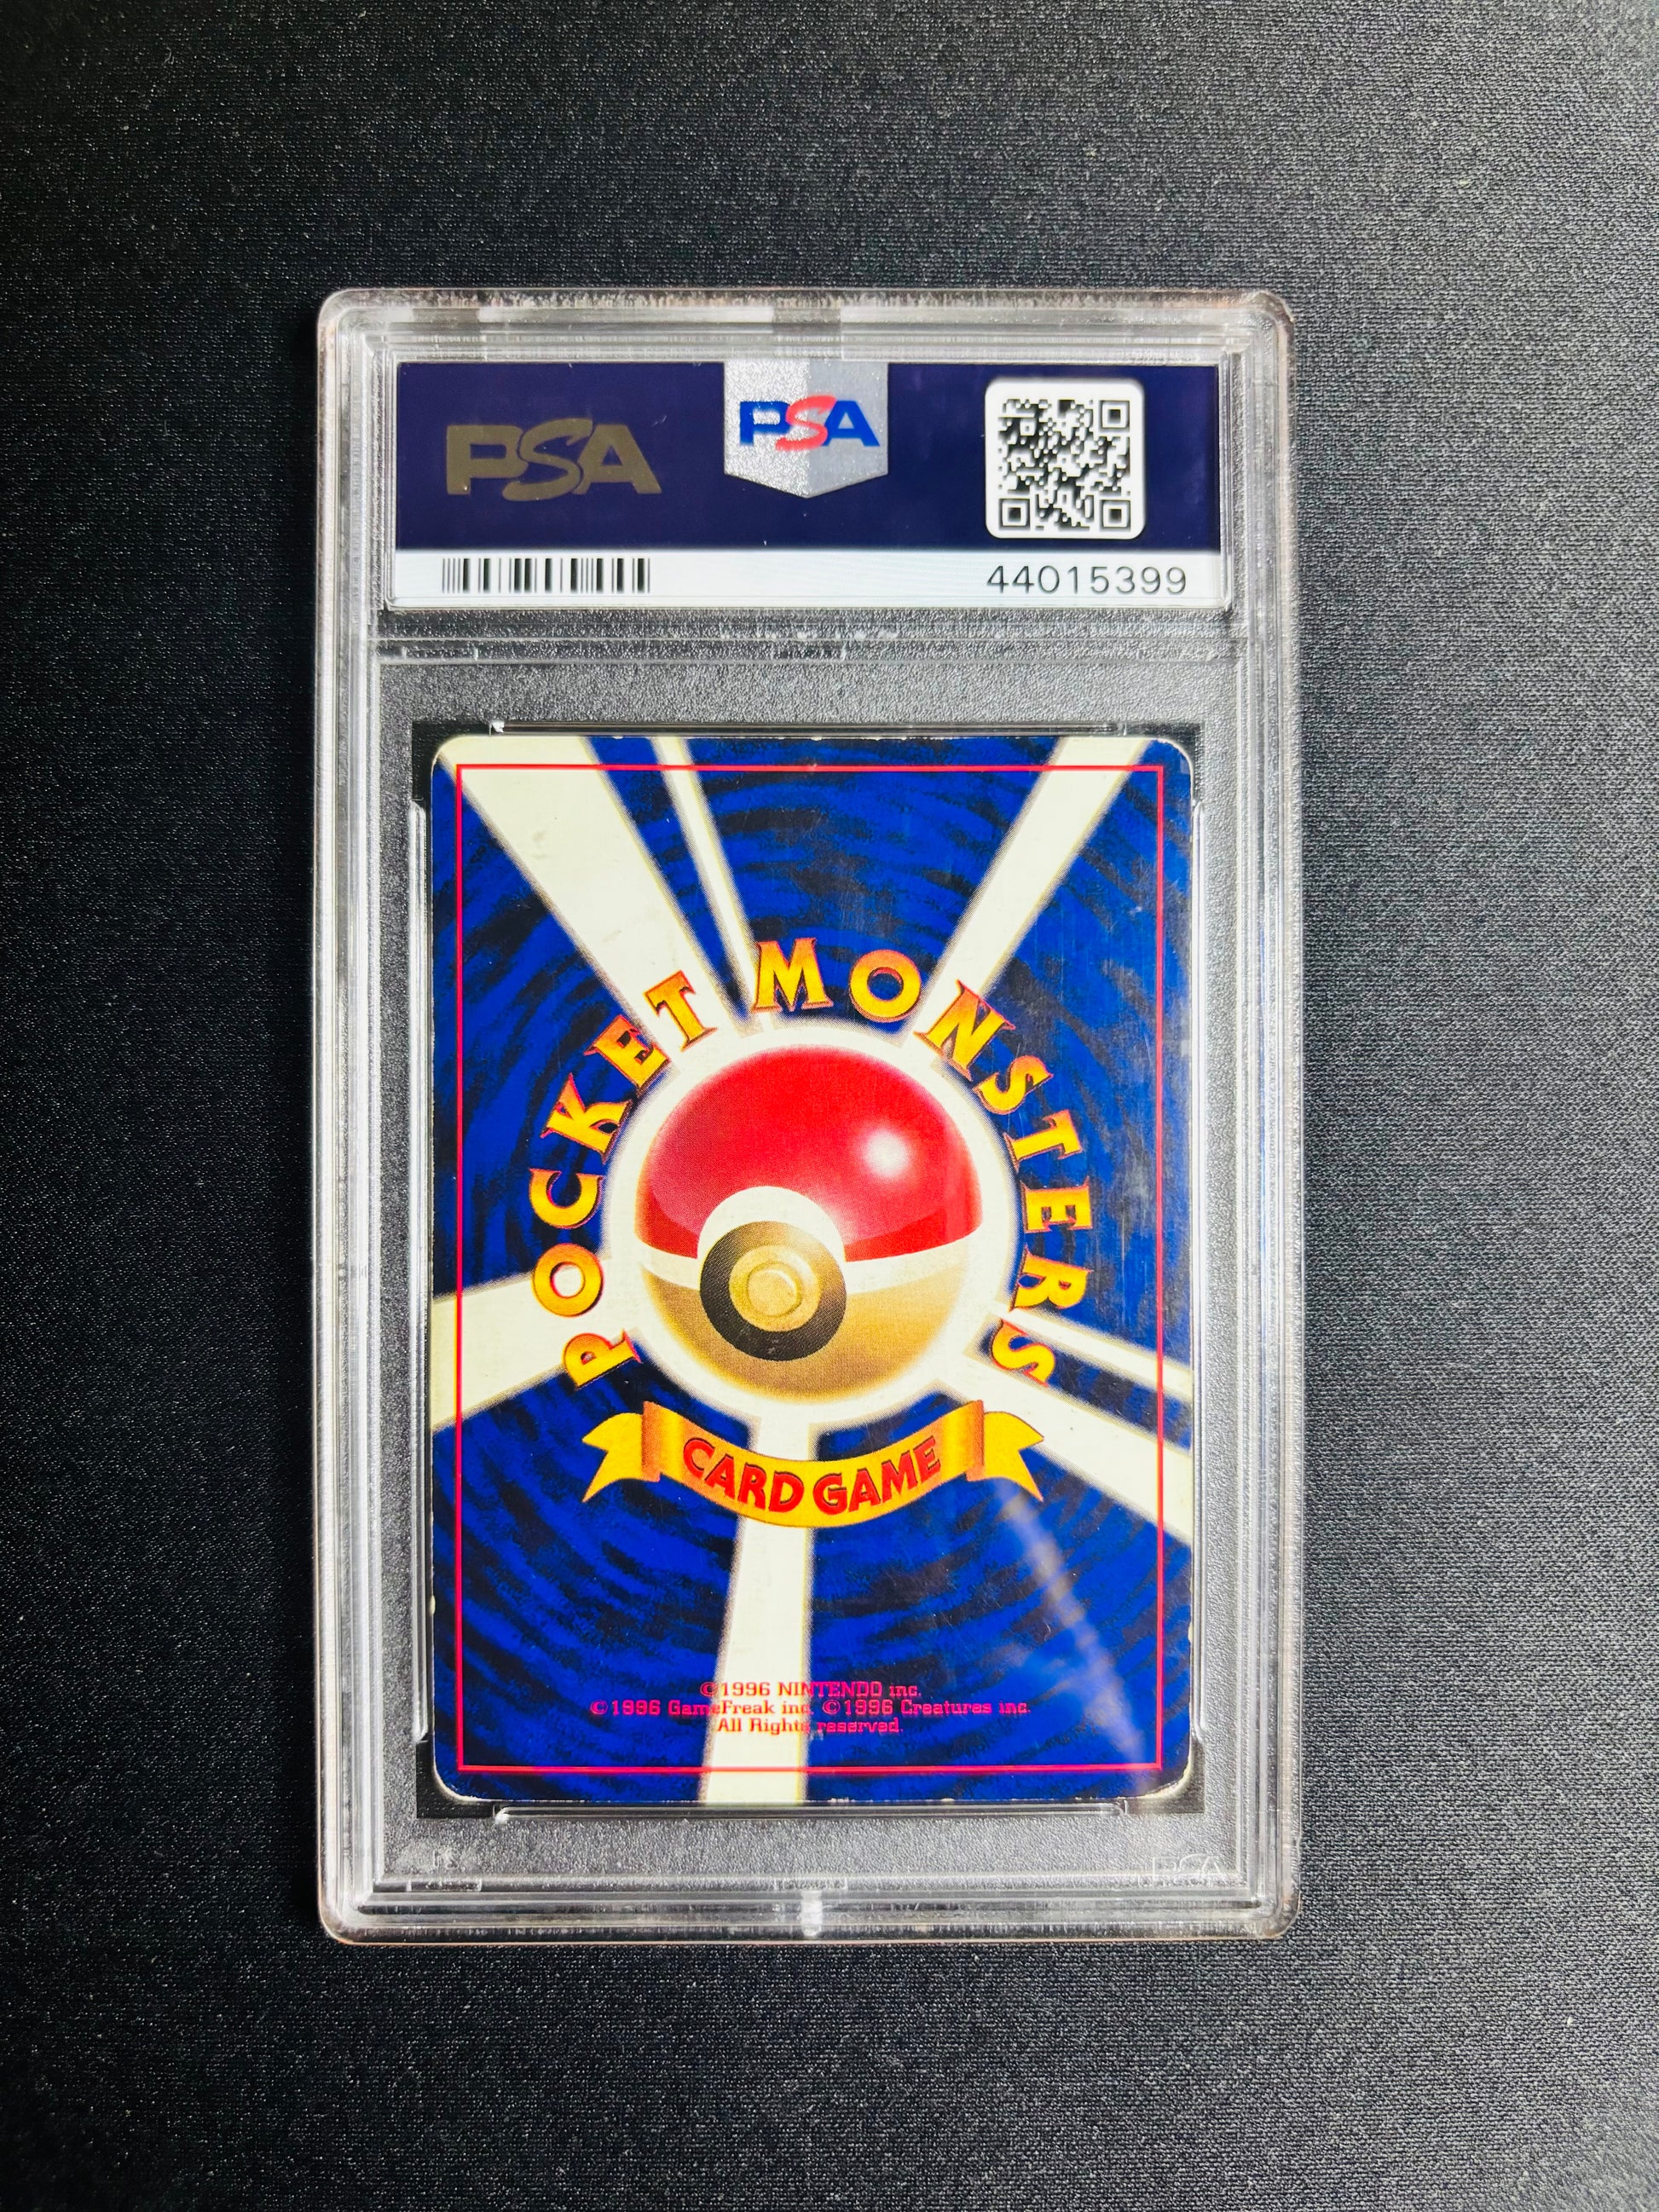 PSA
PSA
44015399
POCKET MONSTERS
CARD GAME
©1996 NINTENDO inc.
©1996 GameFreak inc. ©1996 Creatures inc.
All Rights reserved.
PSA